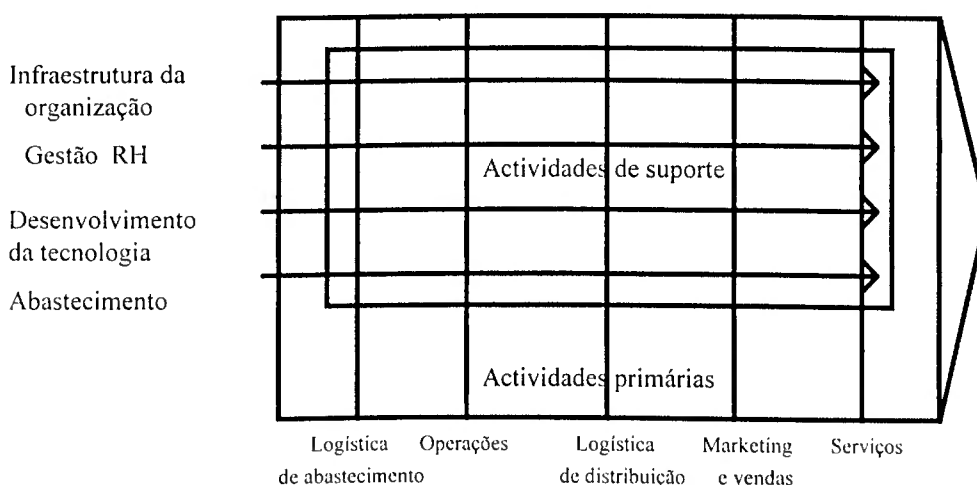 Infraestrutura da
organização
Gestão RH
Actividades de suporte
Desenvolvimento
da tecnologia
Abastecimento
Actividades primárias
Logística
de abastecimento
Operações
Logística
de distribuição
Marketing
e vendas
Serviços